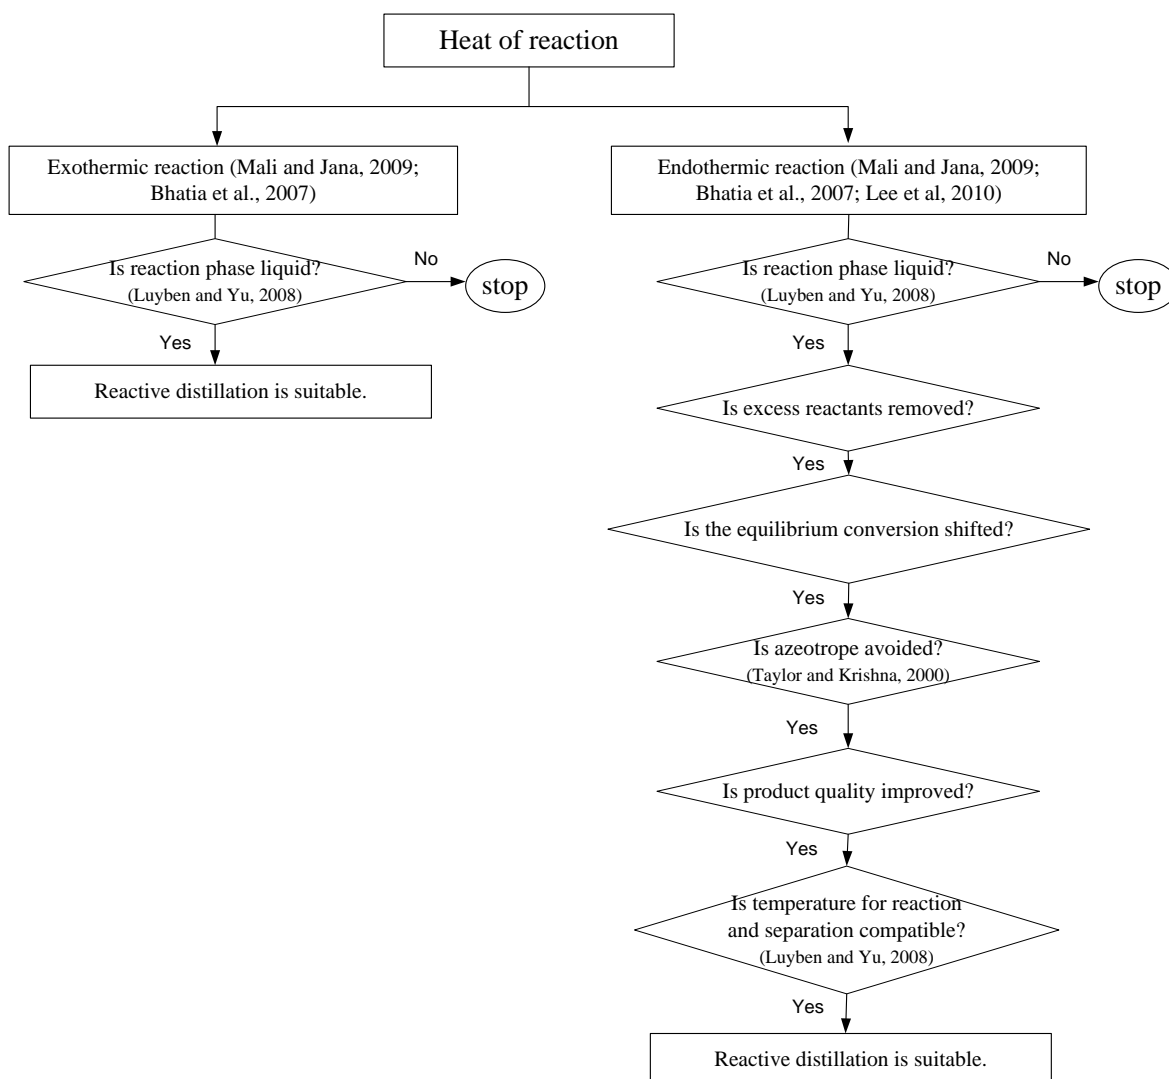 Heat of reaction
Exothermic reaction (Mali and Jana, 2009;
Bhatia et al., 2007)
Is reaction phase liquid?
(Luyben and Yu, 2008)
No
stop
Yes
Reactive distillation is suitable.
Endothermic reaction (Mali and Jana, 2009;
Bhatia et al., 2007; Lee et al, 2010)
Is reaction phase liquid?
(Luyben and Yu, 2008)
No
stop
Yes
Is excess reactants removed?
Yes
Is the equilibrium conversion shifted?
Yes
Is azeotrope avoided?
(Taylor and Krishna, 2000)
Yes
Is product quality improved?
Yes
Is temperature for reaction
and separation compatible?
(Luyben and Yu, 2008)
Yes
Reactive distillation is suitable.